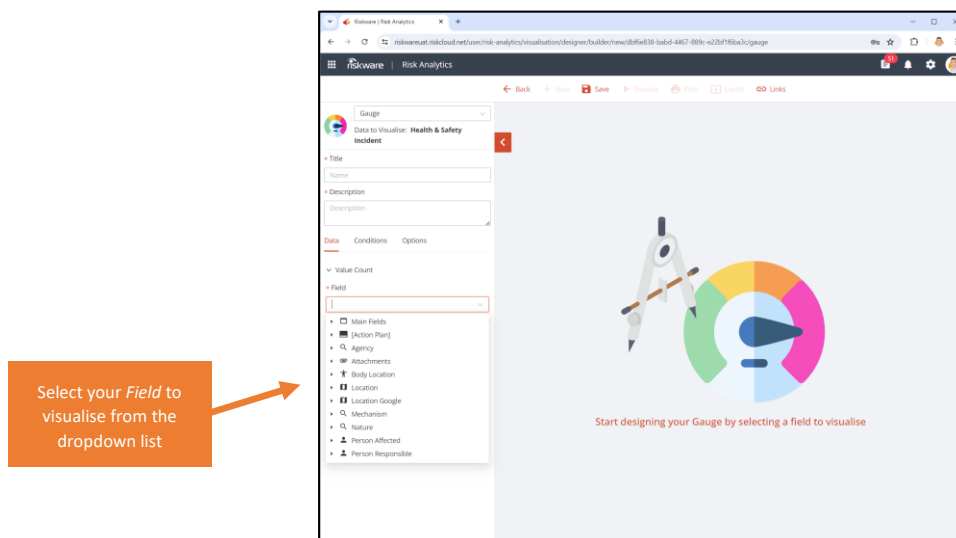 Riskware | Risk Analytics
riskwareuat.riskcloud.net/user/risk-analytics/visualisation/designer/builder/new/dbf6e838-babd-4467-889c-e22bf1f6ba3c/gauge
riskware | Risk Analytics
51
Back New Save Preview Print Export Links
Gauge
Data to Visualise: Health & Safety
Incident
* Title
Name
* Description
Description
Data Conditions Options
Value Count
* Field
Main Fields
[Action Plan]
Agency
Attachments
Body Location
Location
Location Google
Mechanism
Nature
Person Affected
Person Responsible
Select your Field to
visualise from the
dropdown list
Start designing your Gauge by selecting a field to visualise